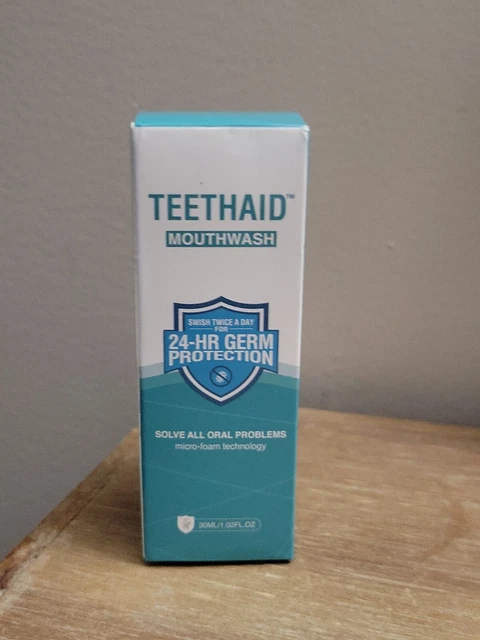 TEETHAID™
MOUTHWASH
SWISH TWICE A DAY
FOR
24-HR GERM
PROTECTION
SOLVE ALL ORAL PROBLEMS
micro-foam technology
30ML/1.02FL.OZ